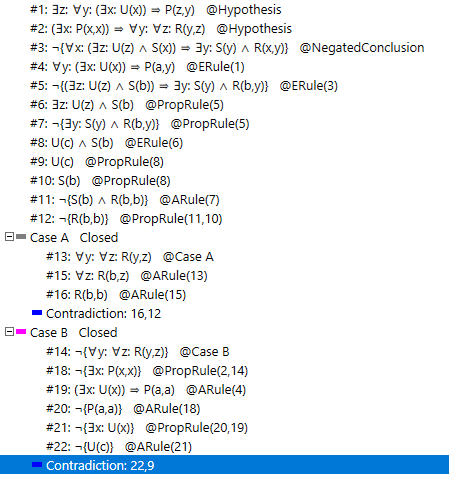 #1: ∃z: ∀y: (∃x: U(x)) ⇒ P(z,y) @Hypothesis
#2: (∃x: P(x,x)) ⇒ ∀y: ∀z: R(y,z) @Hypothesis
#3: ¬{∀x: (∃z: U(z) ∧ S(x)) ⇒ ∃y: S(y) ∧ R(x,y)} @NegatedConclusion
#4: ∀y: (∃x: U(x)) ⇒ P(a,y) @ERule(1)
#5: ¬{(∃z: U(z) ∧ S(b)) ⇒ ∃y: S(y) ∧ R(b,y)} @ERule(3)
#6: ∃z: U(z) ∧ S(b) @PropRule(5)
#7: ¬{∃y: S(y) ∧ R(b,y)} @PropRule(5)
#8: U(c) ∧ S(b) @ERule(6)
#9: U(c) @PropRule(8)
#10: S(b) @PropRule(8)
#11: ¬{S(b) ∧ R(b,b)} @ARule(7)
#12: ¬{R(b,b)} @PropRule(11,10)
Case A Closed
#13: ∀y: ∀z: R(y,z) @Case A
#15: ∀z: R(b,z) @ARule(13)
#16: R(b,b) @ARule(15)
Contradiction: 16,12
Case B Closed
#14: ¬{∀y: ∀z: R(y,z)} @Case B
#18: ¬{∃x: P(x,x)} @PropRule(2,14)
#19: (∃x: U(x)) ⇒ P(a,a) @ARule(4)
#20: ¬{P(a,a)} @ARule(18)
#21: ¬{∃x: U(x)} @PropRule(20,19)
#22: ¬{U(c)} @ARule(21)
Contradiction: 22,9